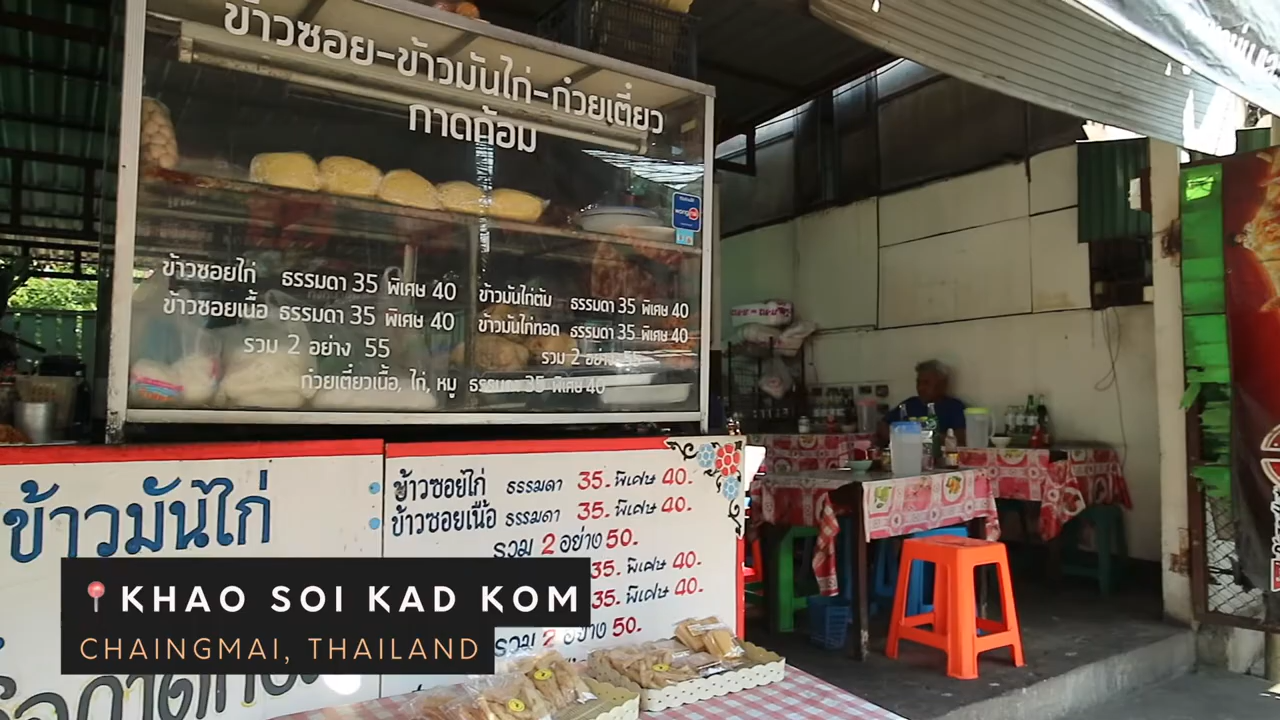 ข้าวซอย-ข้าวมันไก่-ก๋วยเตี๋ยว
กาดก้อม
wongnai
ข้าวซอยไก่ ธรรมดา 35 พิเศษ 40
ข้าวซอยเนื้อ ธรรมดา 35 พิเศษ 40
รวม 2 อย่าง 55
ข้าวมันไก่ต้ม ธรรมดา 35 พิเศษ 40
ข้าวมันไก่ทอด ธรรมดา 35 พิเศษ 40
รวม 2 อย่าง 55
ก๋วยเตี๋ยวเนื้อ, ไก่, หมู ธรรมดา 35 พิเศษ 40
ข้าวมันไก่
ข้าวซอยไก่ ธรรมดา 35. พิเศษ 40.
ข้าวซอยเนื้อ ธรรมดา 35. พิเศษ 40.
รวม 2 อย่าง 50.
35. พิเศษ 40.
35. พิเศษ 40.
รวม 2 อย่าง 50.
KHAO SOI KAD KOM
CHAINGMAI, THAILAND